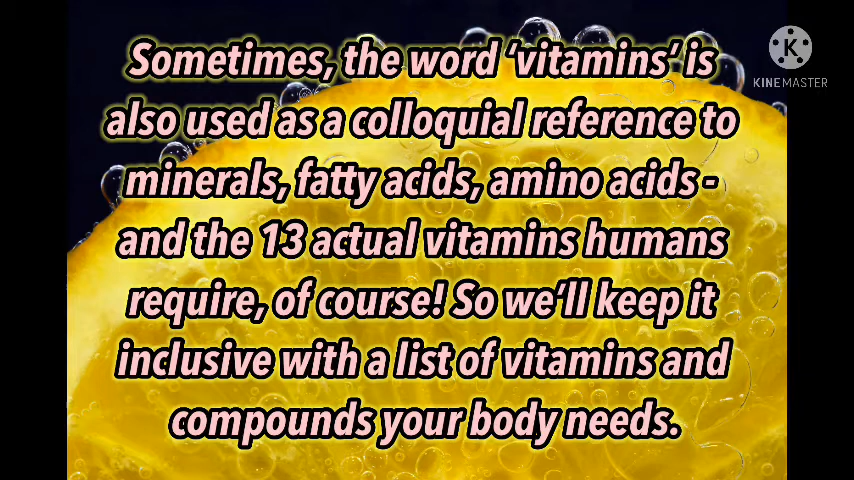 Sometimes, the word ‘vitamins’ is
also used as a colloquial reference to
minerals, fatty acids, amino acids -
and the 13 actual vitamins humans
require, of course! So we’ll keep it
inclusive with a list of vitamins and
compounds your body needs.
K
KINEMASTER